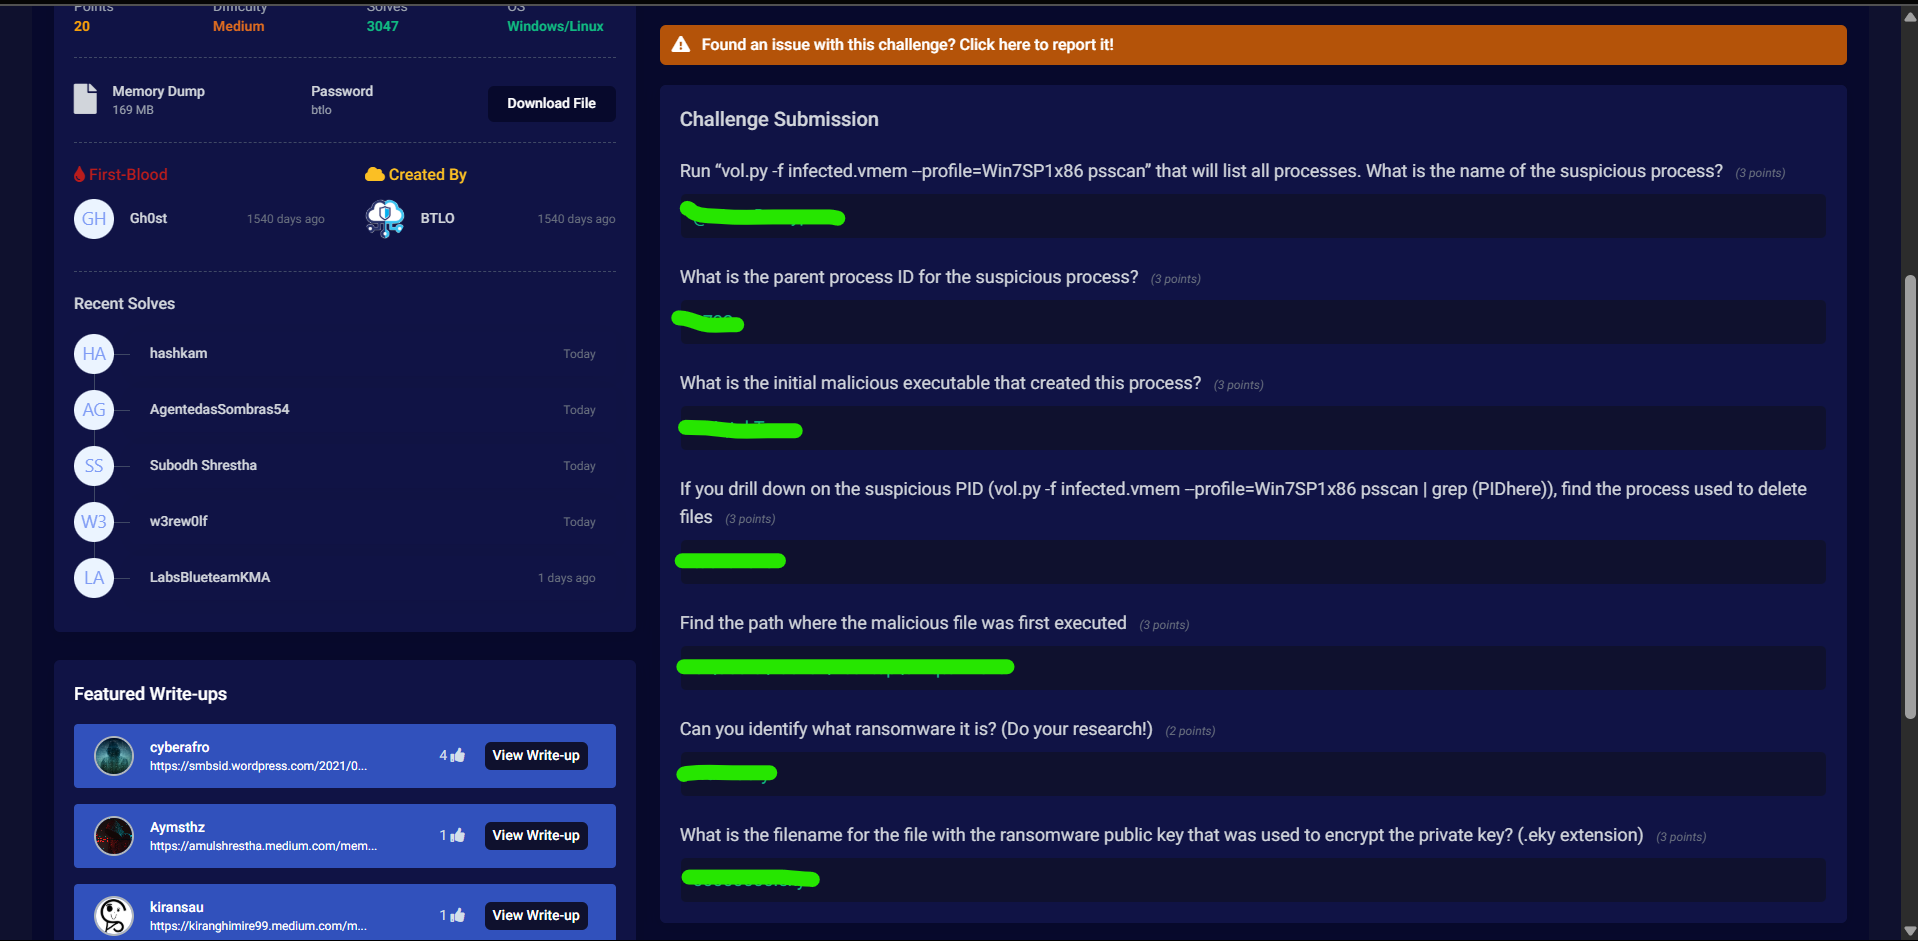 Points
Difficulty
Solves
OS
20
Medium
3047
Windows/Linux
Memory Dump
169 MB
Password
btlo
Download File
First-Blood
Created By
GH
Gh0st
1540 days ago
BTLO
1540 days ago
Recent Solves
HA
hashkam
Today
AG
AgentedasSombras54
Today
SS
Subodh Shrestha
Today
W3
w3rew0lf
Today
LA
LabsBlueteamKMA
1 days ago
Featured Write-ups
cyberafro
https://smbsid.wordpress.com/2021/0...
4
View Write-up
Aymsthz
https://amulshrestha.medium.com/mem...
1
View Write-up
kiransau
https://kiranghimire99.medium.com/m...
1
View Write-up
Found an issue with this challenge? Click here to report it!
Challenge Submission
Run “vol.py -f infected.vmem --profile=Win7SP1x86 psscan” that will list all processes. What is the name of the suspicious process? (3 points)
What is the parent process ID for the suspicious process? (3 points)
What is the initial malicious executable that created this process? (3 points)
If you drill down on the suspicious PID (vol.py -f infected.vmem --profile=Win7SP1x86 psscan | grep (PIDhere)), find the process used to delete
files (3 points)
Find the path where the malicious file was first executed (3 points)
Can you identify what ransomware it is? (Do your research!) (2 points)
What is the filename for the file with the ransomware public key that was used to encrypt the private key? (.eky extension) (3 points)